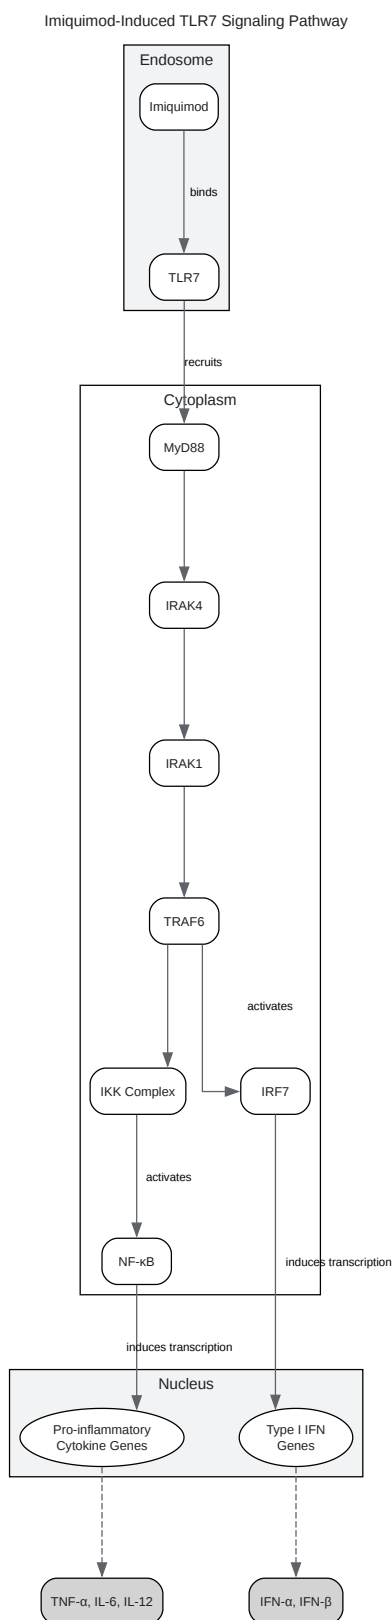 Imiquimod-Induced TLR7 Signaling Pathway
Endosome
Imiquimod
binds
TLR7
recruits
Cytoplasm
MyD88
IRAK4
IRAK1
TRAF6
activates
IKK Complex
IRF7
activates
NF-κB
induces transcription
induces transcription
Nucleus
Pro-inflammatory
Cytokine Genes
Type I IFN
Genes
TNF-α, IL-6, IL-12
IFN-α, IFN-β